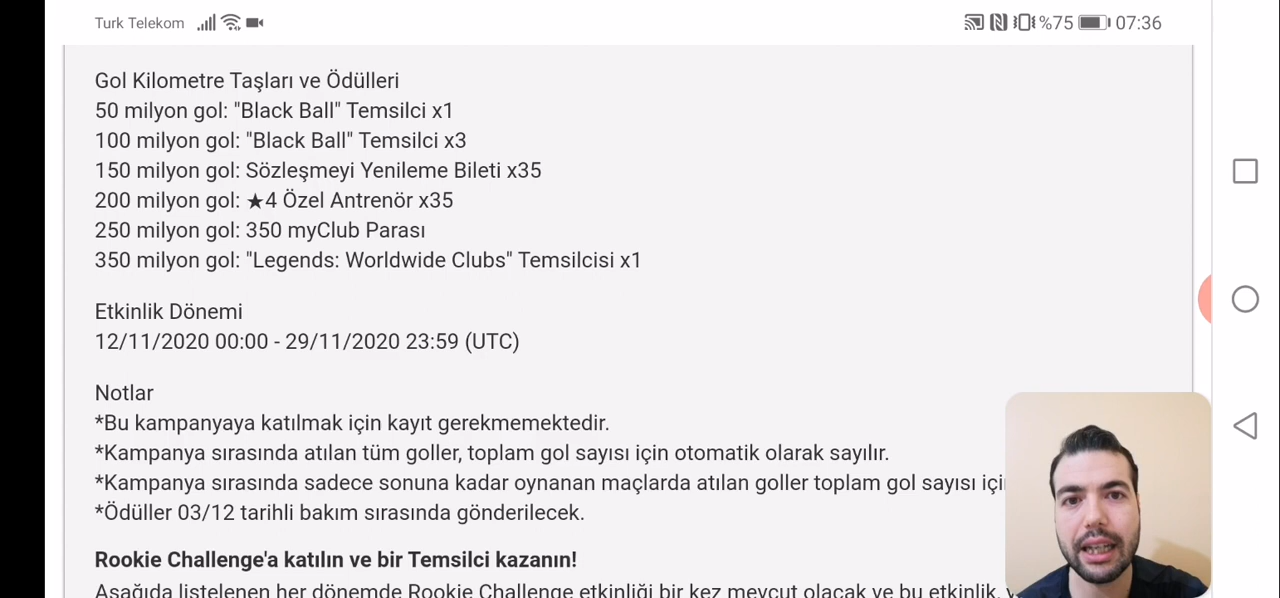 Turk Telekom %75 07:36
Gol Kilometre Taşları ve Ödülleri
50 milyon gol: "Black Ball" Temsilci x1
100 milyon gol: "Black Ball" Temsilci x3
150 milyon gol: Sözleşmeyi Yenileme Bileti x35
200 milyon gol: ★4 Özel Antrenör x35
250 milyon gol: 350 myClub Parası
350 milyon gol: "Legends: Worldwide Clubs" Temsilcisi x1
Etkinlik Dönemi
12/11/2020 00:00 - 29/11/2020 23:59 (UTC)
Notlar
*Bu kampanyaya katılmak için kayıt gerekmemektedir.
*Kampanya sırasında atılan tüm goller, toplam gol sayısı için otomatik olarak sayılır.
*Kampanya sırasında sadece sonuna kadar oynanan maçlarda atılan goller toplam gol sayısı
*Ödüller 03/12 tarihli bakım sırasında gönderilecek.
Rookie Challenge'a katılın ve bir Temsilci kazanın!
Aşağıda listelenen her dönemde Rookie Challenge etkinliği bir kez mevcut olacak ve bu etkinlik,